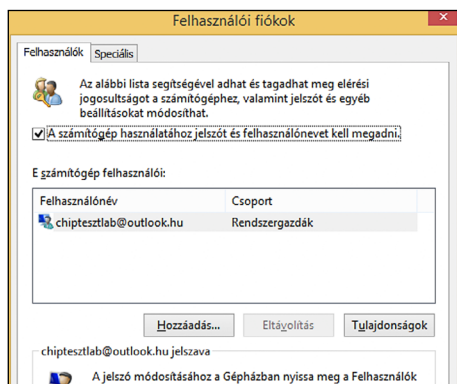 Felhasználói fiókok
Felhasználók Speciális
Az alábbi lista segítségével adhat és tagadhat meg elérési
jogosultságot a számítógéphez, valamint jelszót és egyéb
beállításokat módosíthat.
A számítógép használatához jelszót és felhasználónevet kell megadni.
E számítógép felhasználói:
Felhasználónév Csoport
chiptesztlab@outlook.hu Rendszergazdák
Hozzáadás... Eltávolítás Tulajdonságok
chiptesztlab@outlook.hu jelszava
A jelszó módosításához a Gépházban nyissa meg a Felhasználók